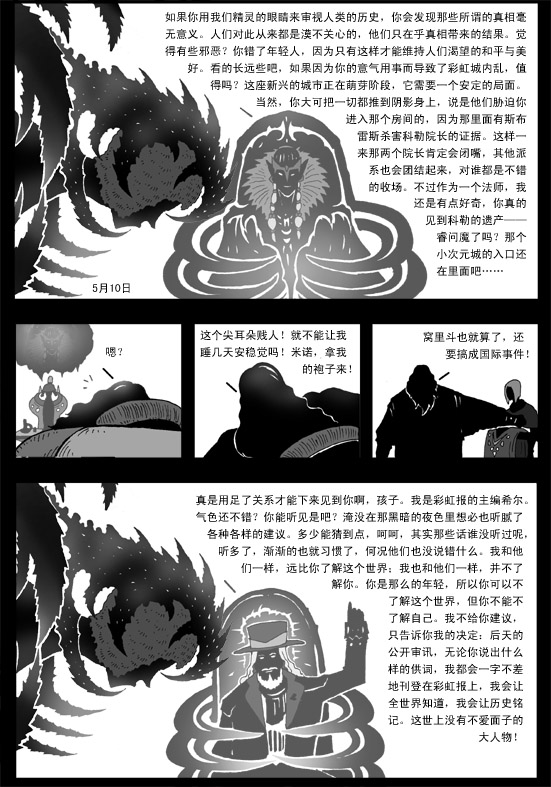 如果你用我们精灵的眼睛来审视人类的历史，你会发现那些所谓的真相毫
无意义。人们对此从来都是漠不关心的，他们只在乎真相带来的结果。觉
得有些邪恶？你错了年轻人，因为只有这样才能维持人们渴望的和平与美
好。看的长远些吧，如果因为你的意气用事而导致了彩虹城内乱，值
得吗？这座新兴的城市正在萌芽阶段，它需要一个安定的局面。
当然，你大可把一切都推到阴影身上，说是他们胁迫你
进入那个房间的，因为那里面有斯布
雷斯杀害科勒院长的证据。这样一
来那两个院长肯定会闭嘴，其他派
系也会团结起来，对谁都是不错
的收场。不过作为一个法师，我
还是有点好奇，你真的
见到科勒的遗产——
睿问魔了吗？那个
小次元城的入口还
在里面吧……
5月10日
嗯？
这个尖耳朵贱人！就不能让我
睡几天安稳觉吗！米诺，拿我
的袍子来！
窝里斗也就算了，还
要搞成国际事件！
真是用足了关系才能下来见到你啊，孩子。我是彩虹报的主编希尔。
气色还不错？你能听见是吧？淹没在那黑暗的夜色里想必也听腻了
各种各样的建议。多少能猜到点，呵呵，其实那些话谁没听过呢，
听多了，渐渐的也就习惯了，何况他们也没说错什么。我和他
们一样，远比你了解这个世界；我也和他们一样，并不了
解你。你是那么的年轻，所以你可以不
了解这个世界，但你不能不
了解自己。我不给你建议，
只告诉你我的决定：后天的
公开审讯，无论你说出什么
样的供词，我都会一字不差
地刊登在彩虹报上，我会让
全世界知道，我会让历史铭
记。这世上没有不爱面子的
大人物！